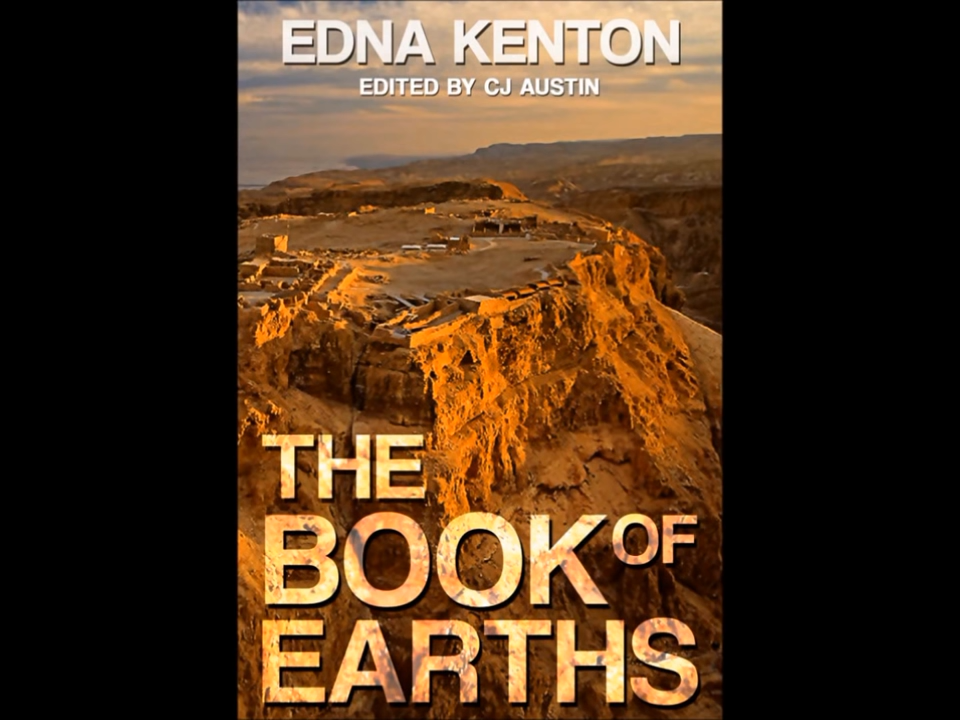 EDNA KENTON
EDITED BY CJ AUSTIN
THE
BOOK OF
EARTHS